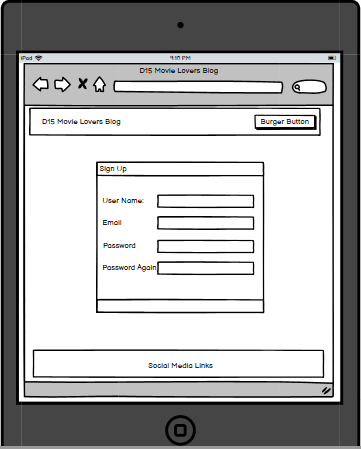 iPad 9:10 PM
D15 Movie Lovers Blog
D15 Movie Lovers Blog Burger Button
Sign Up
User Name:
Email
Password
Password Again
Social Media Links